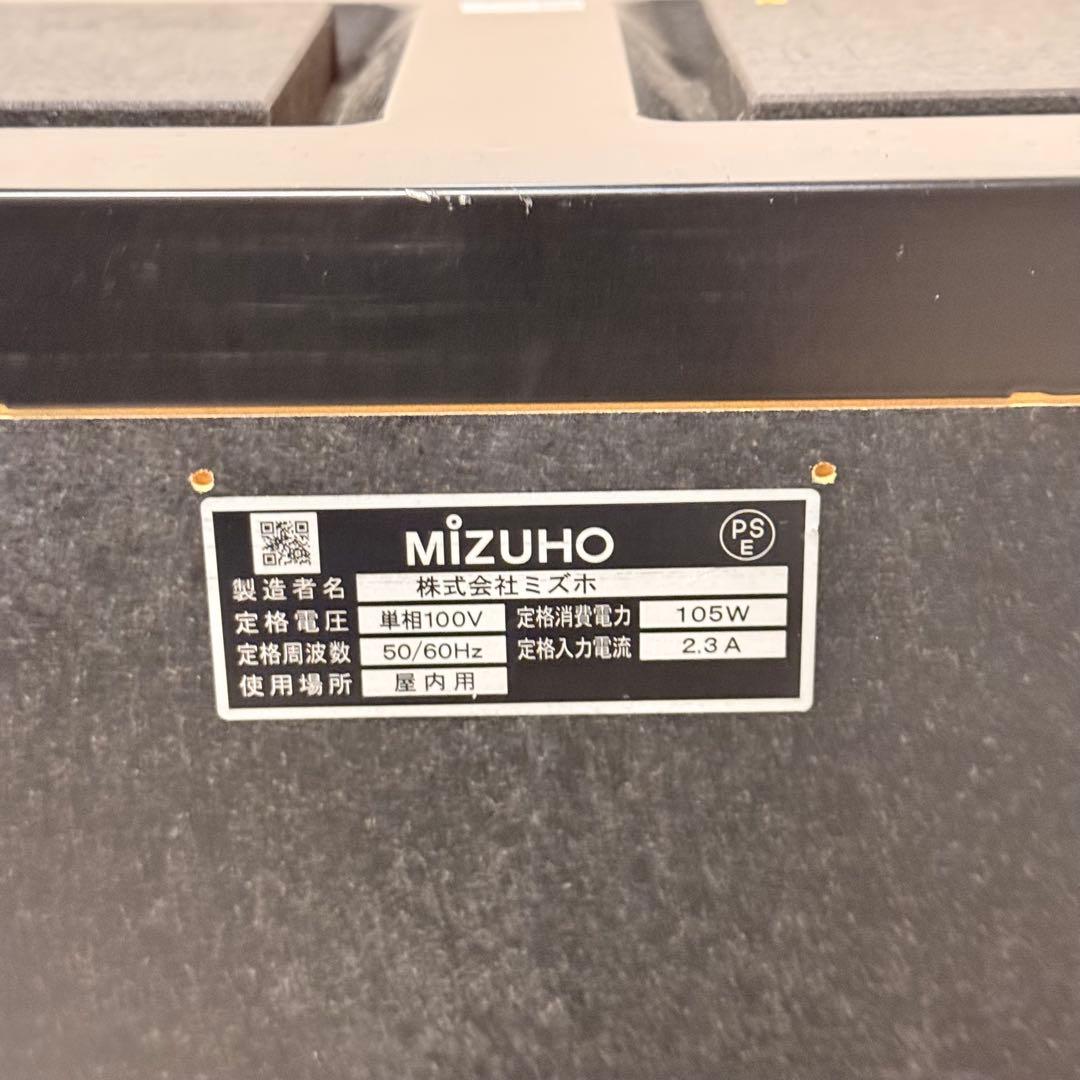 MIZUHO
PS
E
製造者名 株式会社ミズホ
定格電圧 単相100V 定格消費電力 105W
定格周波数 50/60Hz 定格入力電流 2.3A
使用場所 屋内用